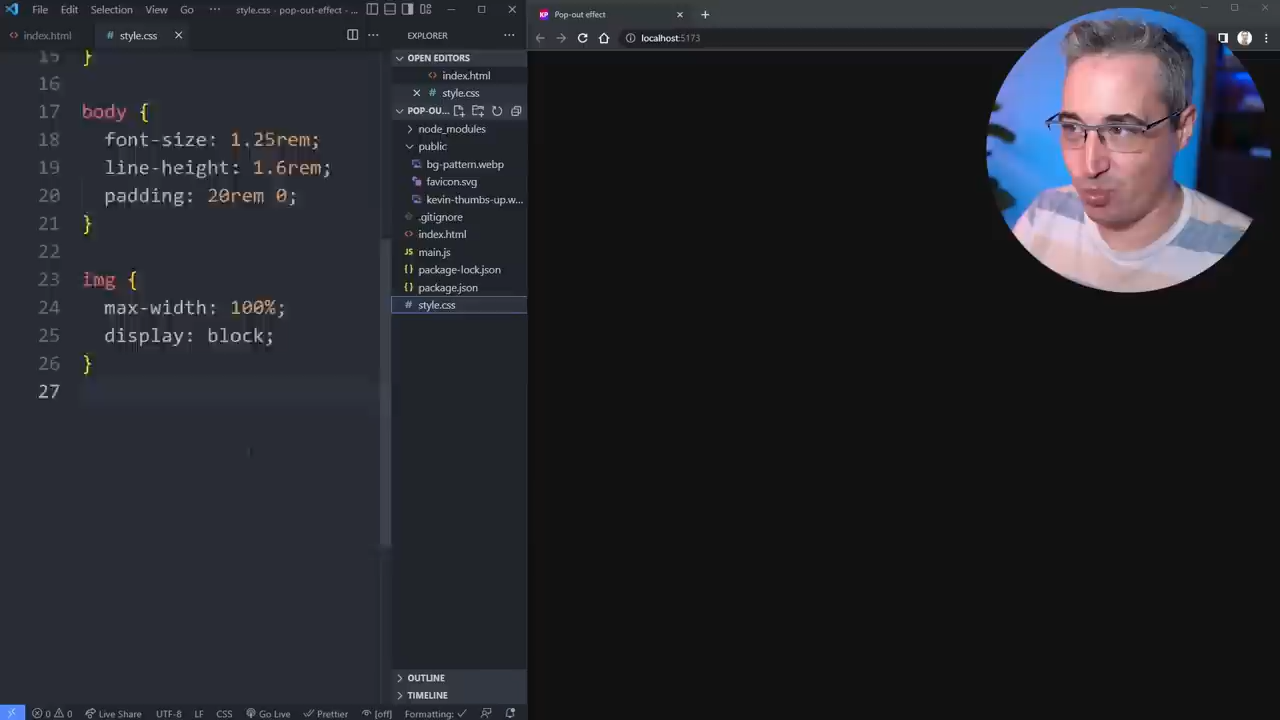 File Edit Selection View Go ··· style.css - pop-out-effect - ...
index.html
style.css
15 }
16
17 body {
18 font-size: 1.25rem;
19 line-height: 1.6rem;
20 padding: 20rem 0;
21 }
22
23 img {
24 max-width: 100%;
25 display: block;
26 }
27
EXPLORER
OPEN EDITORS
index.html
style.css
POP-OU...
node_modules
public
bg-pattern.webp
favicon.svg
kevin-thumbs-up.w...
.gitignore
index.html
main.js
package-lock.json
package.json
style.css
OUTLINE
TIMELINE
0 0 Live Share UTF-8 LF CSS Go Live Prettier [off] Formatting: ✓
KP Pop-out effect
localhost:5173